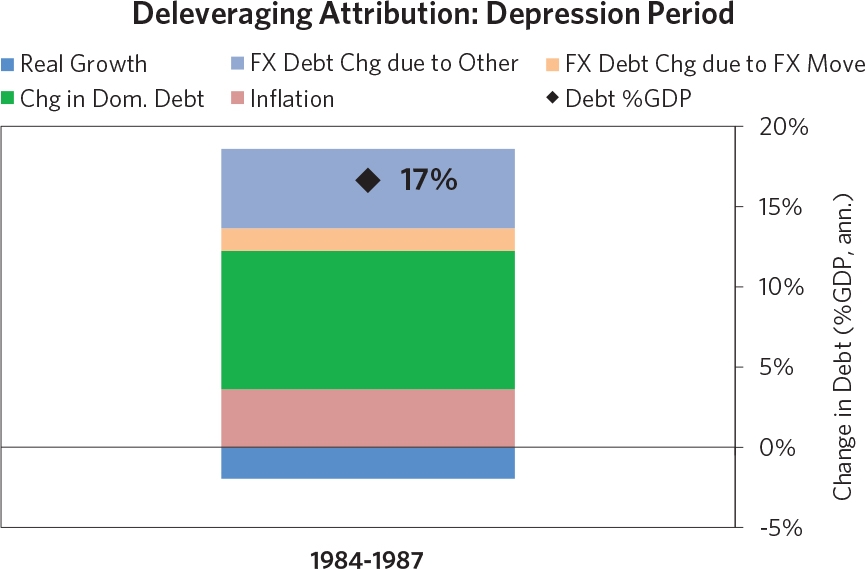 Deleveraging Attribution: Depression Period
Real Growth FX Debt Chg due to Other FX Debt Chg due to FX Move
Chg in Dom. Debt Inflation Debt %GDP
20%
17%
15%
10%
5%
0%
-5%
Change in Debt (%GDP, ann.)
1984-1987